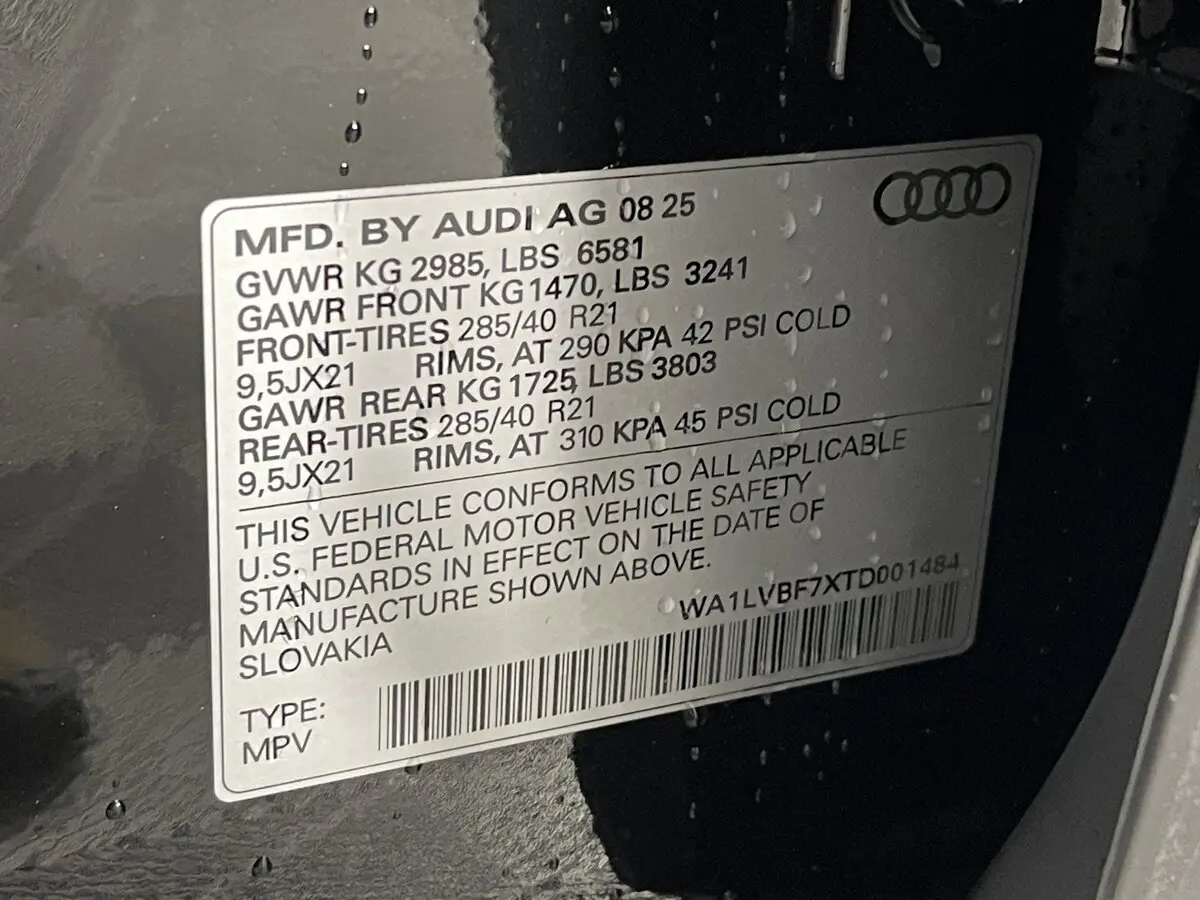 MFD. BY AUDI AG 08 25
GVWR KG 2985, LBS 6581
GAWR FRONT KG 1470, LBS 3241
FRONT-TIRES 285/40 R21
9,5JX21 RIMS, AT 290 KPA 42 PSI COLD
GAWR REAR KG 1725, LBS 3803
REAR-TIRES 285/40 R21
9,5JX21 RIMS, AT 310 KPA 45 PSI COLD
THIS VEHICLE CONFORMS TO ALL APPLICABLE
U.S. FEDERAL MOTOR VEHICLE SAFETY
STANDARDS IN EFFECT ON THE DATE OF
MANUFACTURE SHOWN ABOVE.
SLOVAKIA
WA1LVBF7XTD001484
TYPE:
MPV